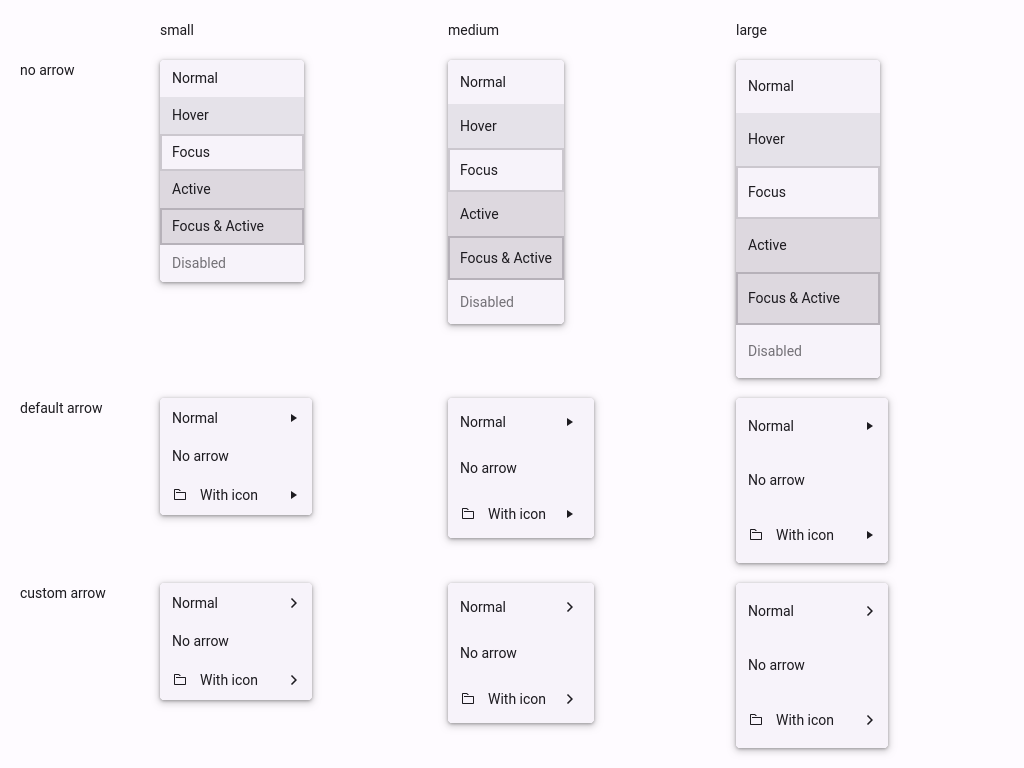 small
medium
large
no arrow
Normal
Hover
Focus
Active
Focus & Active
Disabled
Normal
Hover
Focus
Active
Focus & Active
Disabled
Normal
Hover
Focus
Active
Focus & Active
Disabled
default arrow
Normal
No arrow
With icon
Normal
No arrow
With icon
Normal
No arrow
With icon
custom arrow
Normal
No arrow
With icon
Normal
No arrow
With icon
Normal
No arrow
With icon